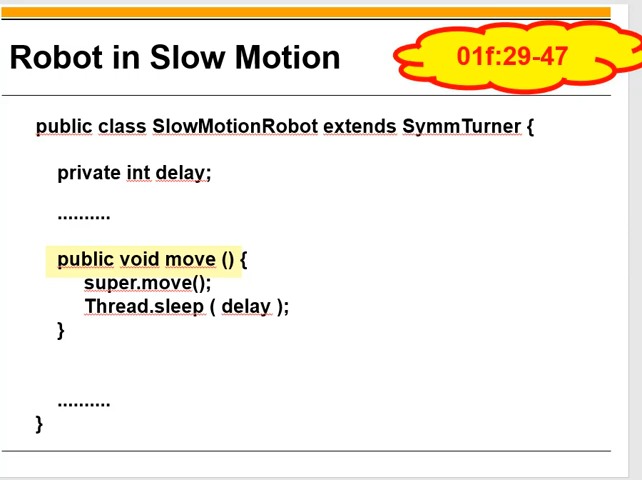 Robot in Slow Motion
01f:29-47
public class SlowMotionRobot extends SymmTurner {
private int delay;
..........
public void move () {
super.move();
Thread.sleep ( delay );
}
..........
}